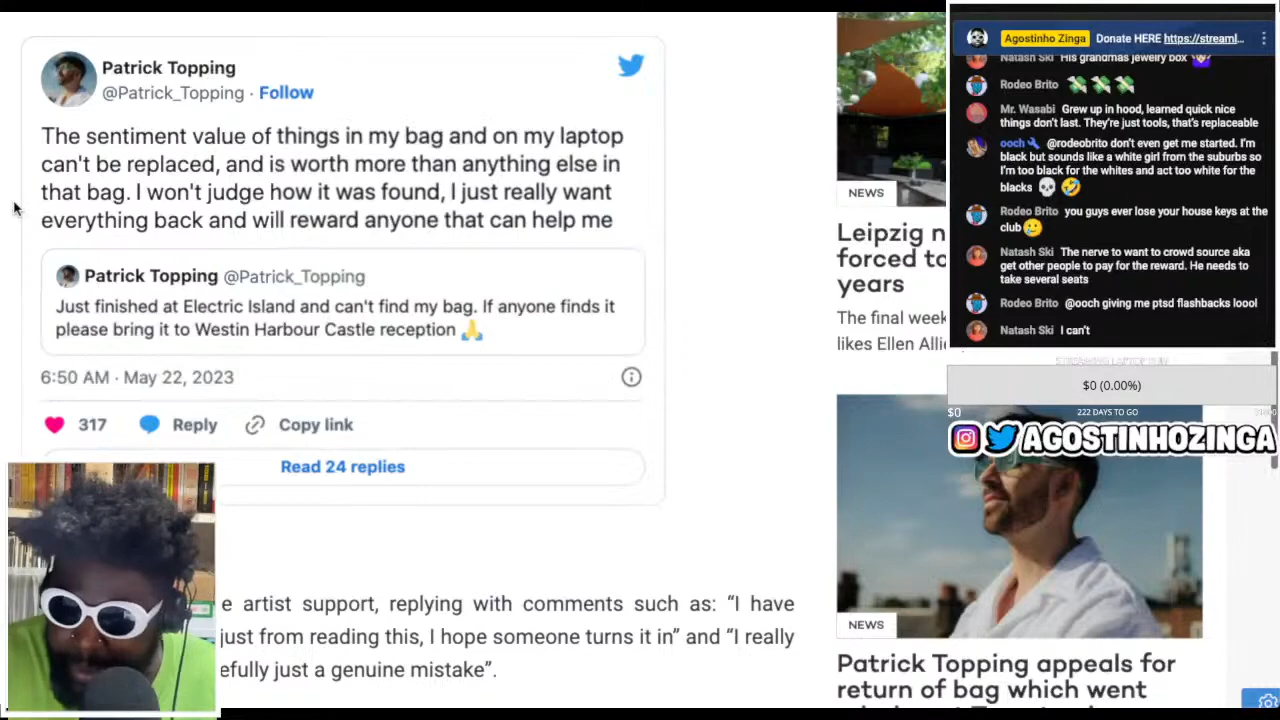 Patrick Topping
@Patrick_Topping · Follow
The sentiment value of things in my bag and on my laptop
can't be replaced, and is worth more than anything else in
that bag. I won't judge how it was found, I just really want
everything back and will reward anyone that can help me
Patrick Topping @Patrick_Topping
Just finished at Electric Island and can't find my bag. If anyone finds it
please bring it to Westin Harbour Castle reception 🙏
6:50 AM · May 22, 2023
317 Reply Copy link
Read 24 replies
e artist support, replying with comments such as: “I have
just from reading this, I hope someone turns it in” and “I really
efully just a genuine mistake”.
NEWS
Leipzig n
forced to
years
The final week
likes Ellen Allie
NEWS
Patrick Topping appeals for
return of bag which went
Agostinho Zinga Donate HERE https://streaml...
Natash Ski His grandmas jewelry box
Rodeo Brito 💸 💸 💸
Mr. Wasabi Grew up in hood, learned quick nice
things don't last. They're just tools, that's replaceable
ooch @rodeobrito don't even get me started. I'm
black but sounds like a white girl from the suburbs so
I'm too black for the whites and act too white for the
blacks 💀 🤣
Rodeo Brito you guys ever lose your house keys at the
club 🥲
Natash Ski The nerve to want to crowd source aka
get other people to pay for the reward. He needs to
take several seats
Rodeo Brito @ooch giving me ptsd flashbacks loool
Natash Ski I can't
$0 (0.00%)
$0 222 DAYS TO GO
AGOSTINHOZINGA